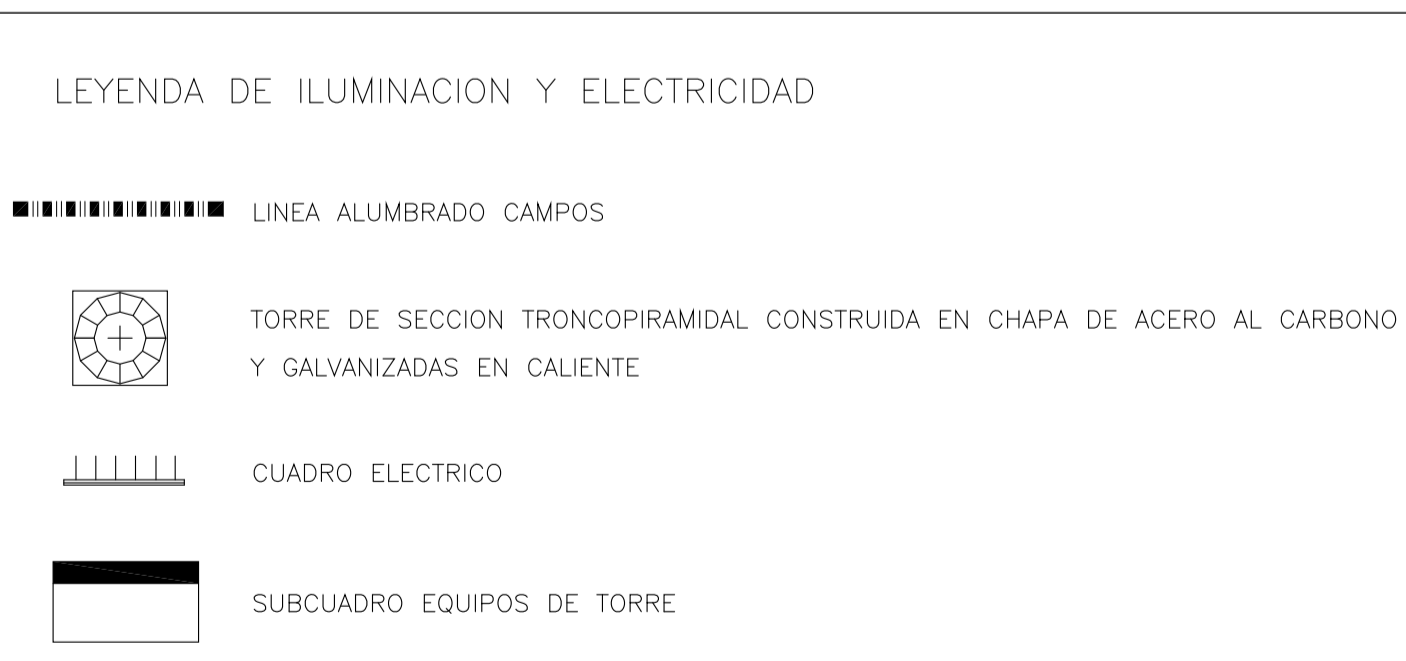 LEYENDA DE ILUMINACION Y ELECTRICIDAD
LINEA ALUMBRADO CAMPOS
TORRE DE SECCION TRONCOPIRAMIDAL CONSTRUIDA EN CHAPA DE ACERO AL CARBONO
Y GALVANIZADAS EN CALIENTE
CUADRO ELECTRICO
SUBCUADRO EQUIPOS DE TORRE